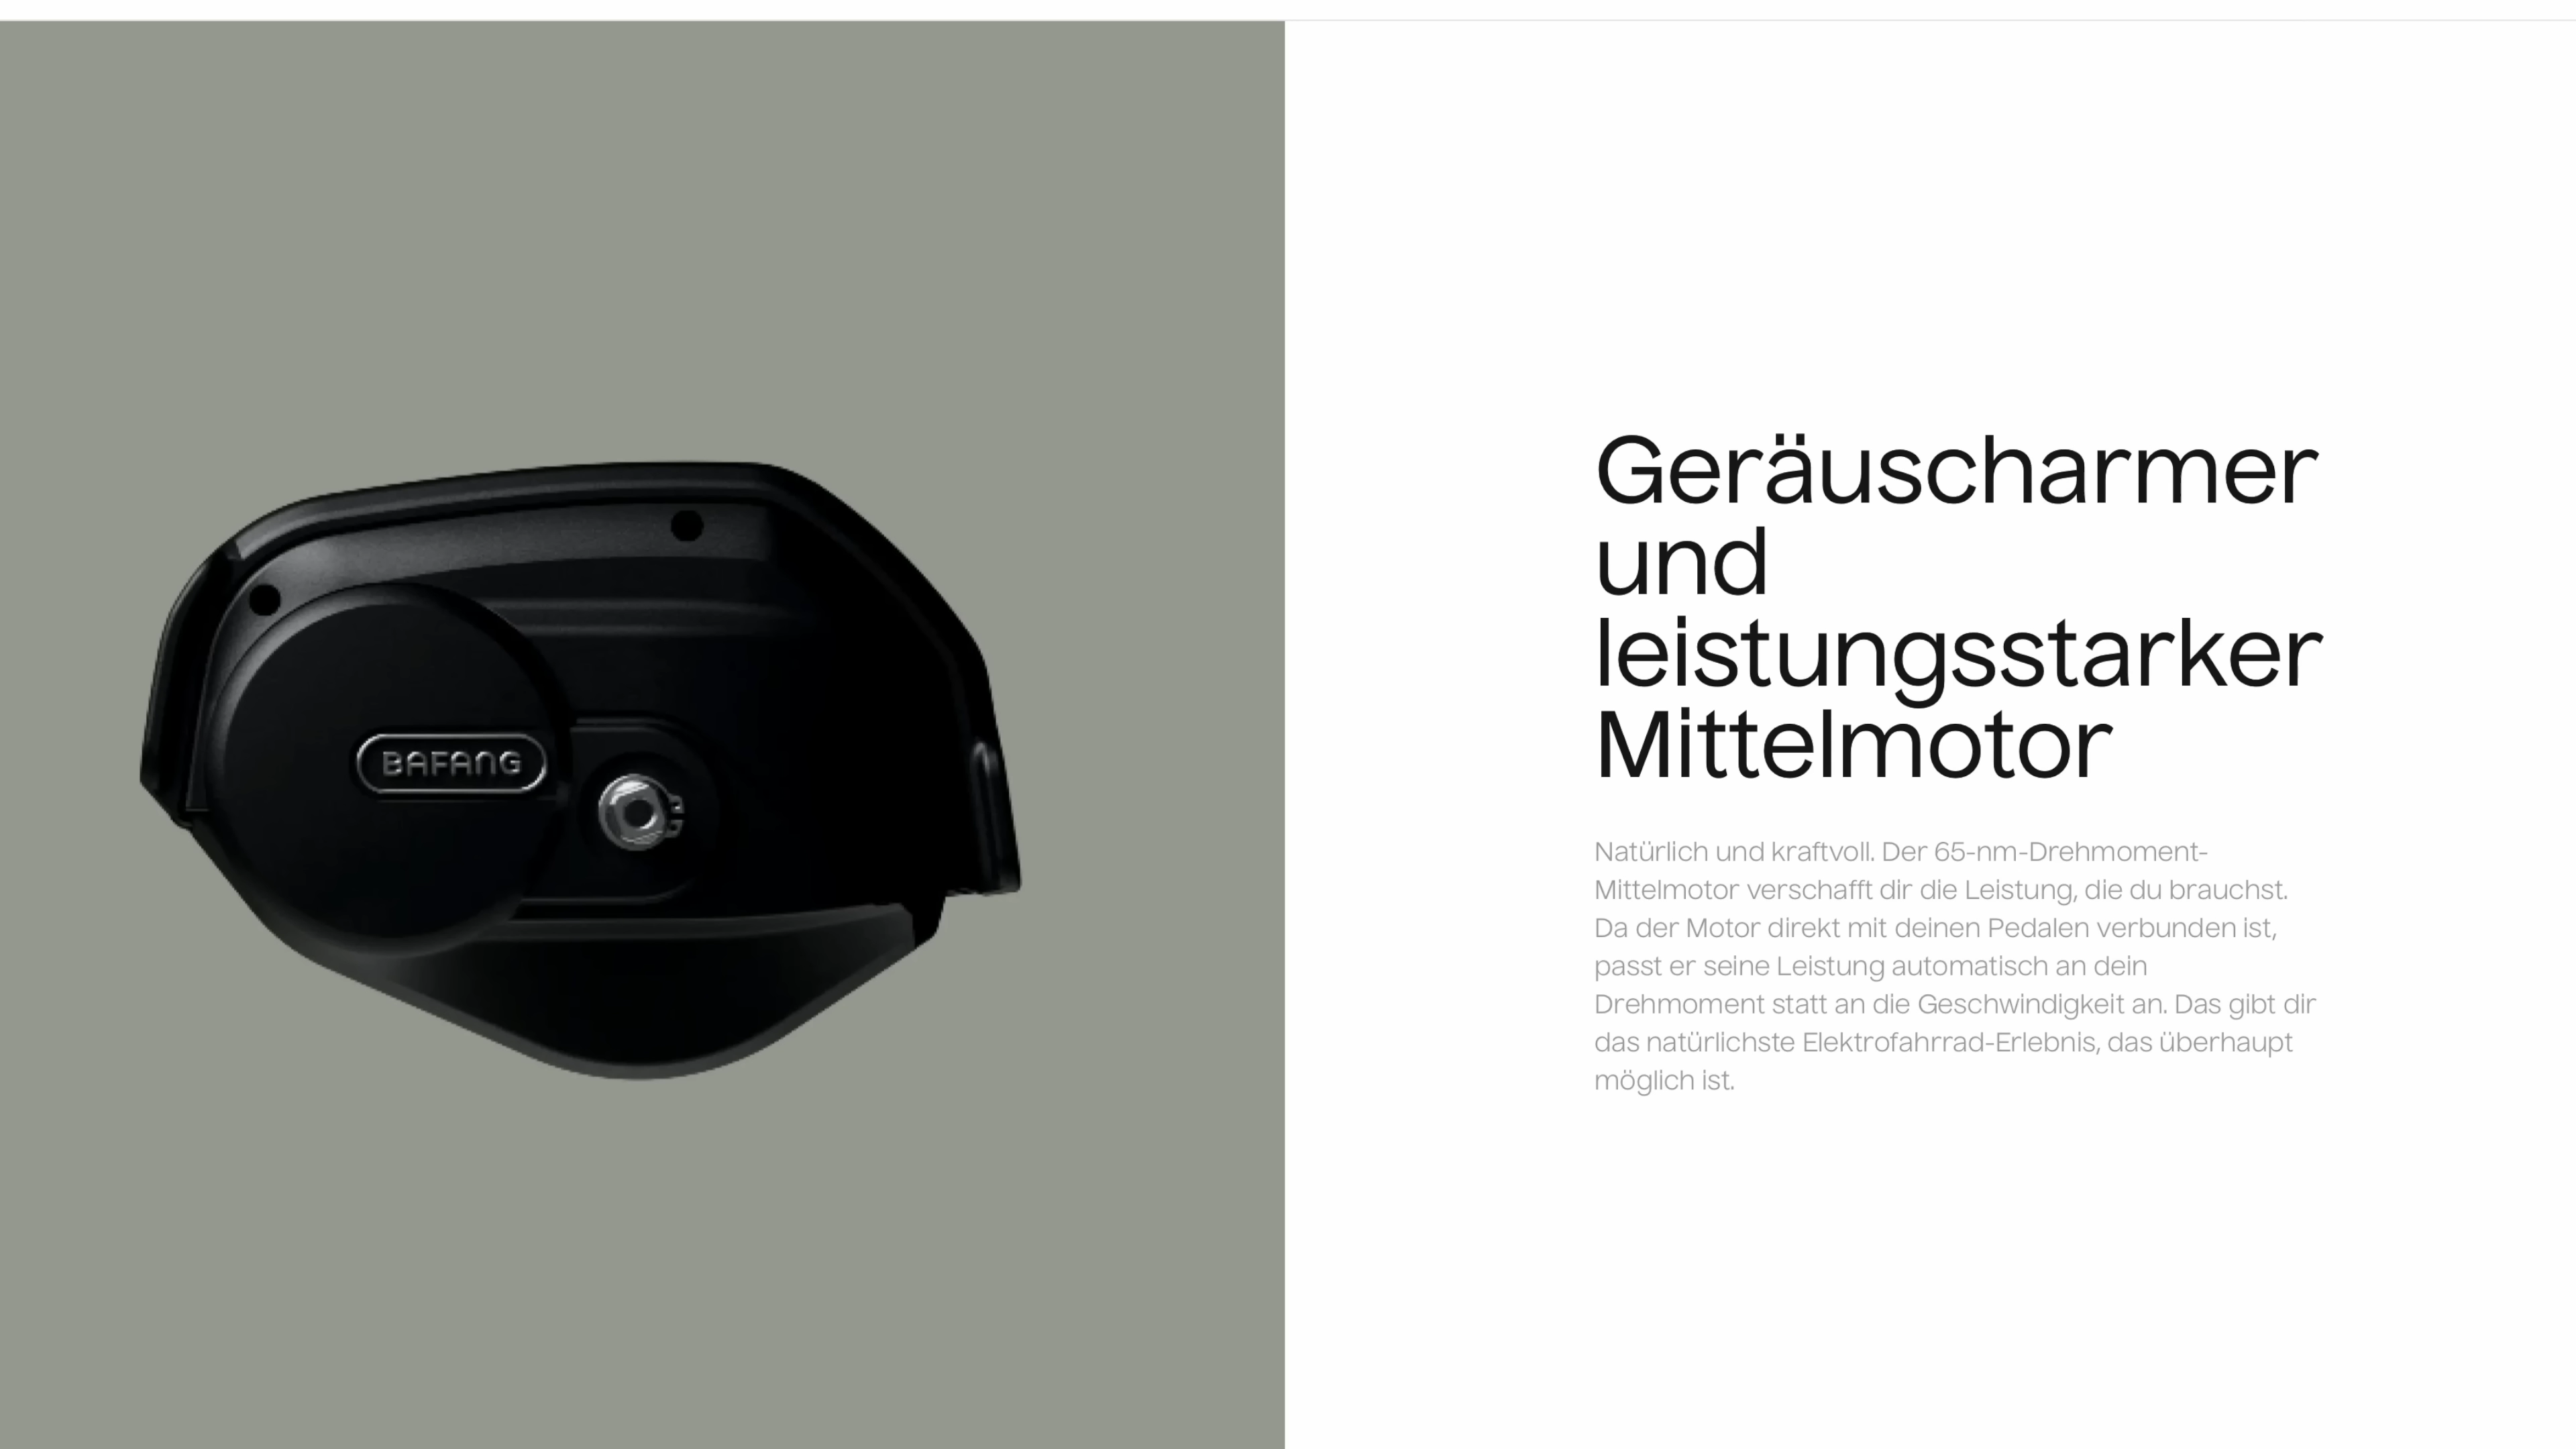 BAFANG
Geräuscharmer
und
leistungsstarker
Mittelmotor
Natürlich und kraftvoll. Der 65-nm-Drehmoment-
Mittelmotor verschafft dir die Leistung, die du brauchst.
Da der Motor direkt mit deinen Pedalen verbunden ist,
passt er seine Leistung automatisch an dein
Drehmoment statt an die Geschwindigkeit an. Das gibt dir
das natürlichste Elektrofahrrad-Erlebnis, das überhaupt
möglich ist.